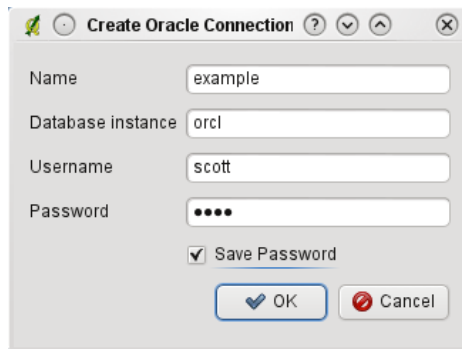 Create Oracle Connection
Name example
Database instance orcl
Username scott
Password ••••
Save Password
OK Cancel